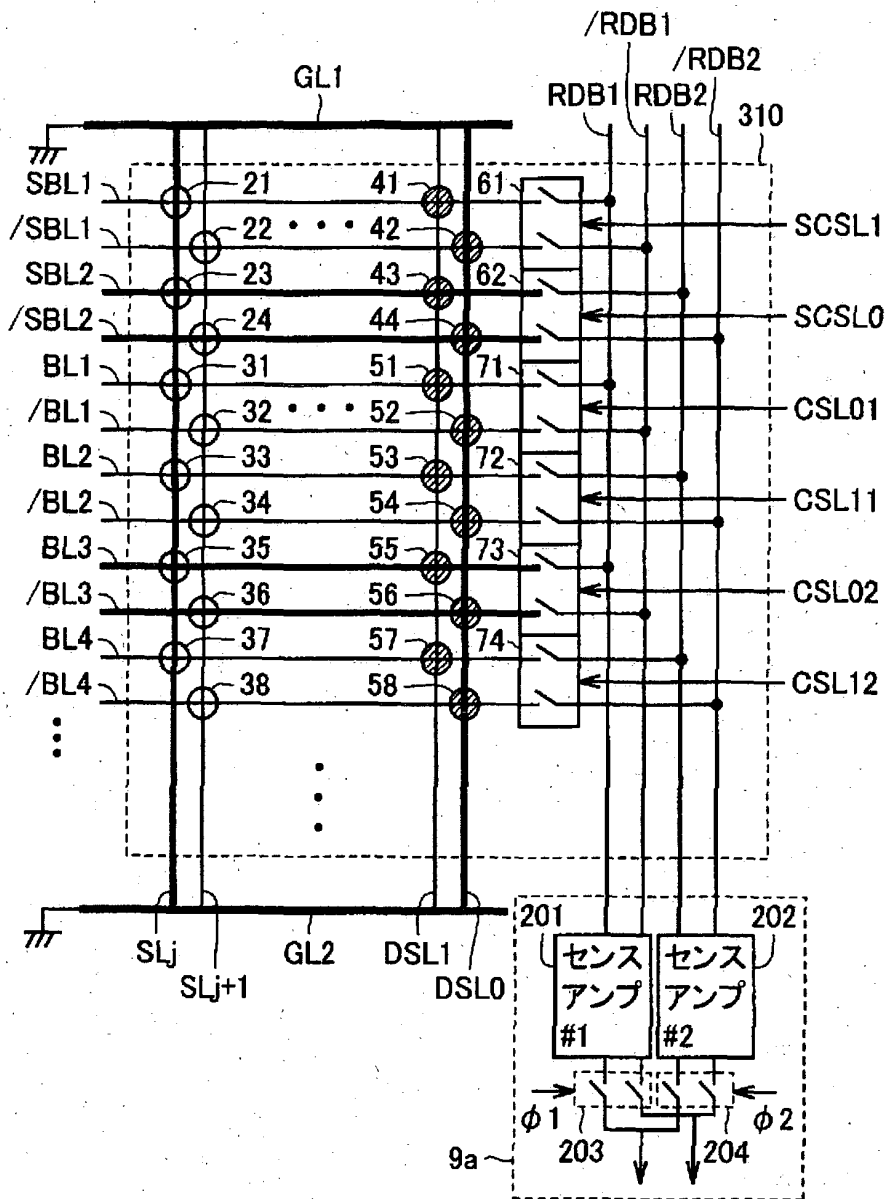 /RDB1
/RDB2
GL1
RDB1 RDB2
310
SBL1 21 41 61
SCSL1
/SBL1 22 42
SBL2 23 43 62
SCSL0
/SBL2 24 44
BL1 31 51 71
CSL01
/BL1 32 52
BL2 33 53 72
CSL11
/BL2 34 54
BL3 35 55 73
CSL02
/BL3 36 56
BL4 37 57 74
CSL12
/BL4 38 58
201 202
SLj GL2 DSL1
SLj+1 DSL0
センス センス
アンプ アンプ
#1 #2
φ1 φ2
203 204
9a